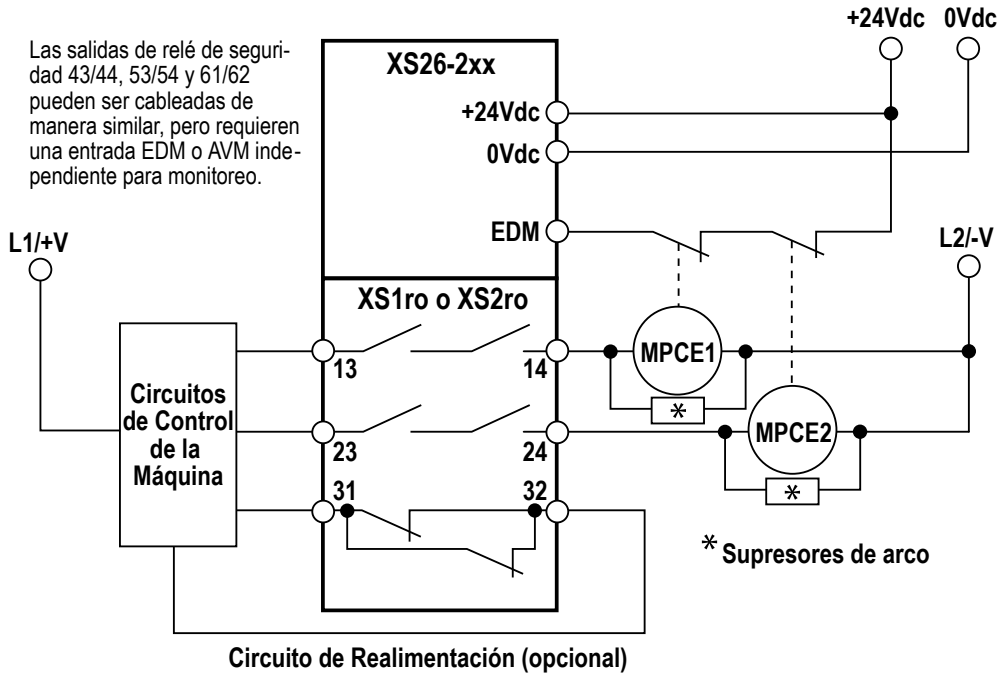 +24Vdc 0Vdc
Las salidas de relé de seguri-
dad 43/44, 53/54 y 61/62
pueden ser cableadas de
manera similar, pero requieren
una entrada EDM o AVM inde-
pendiente para monitoreo.
XS26-2xx
+24Vdc
0Vdc
EDM
L1/+V
L2/-V
XS1ro o XS2ro
13
14
MPCE1
*
Circuitos
de Control
de la
Máquina
23
24
MPCE2
*
31
32
* Supresores de arco
Circuito de Realimentación (opcional)